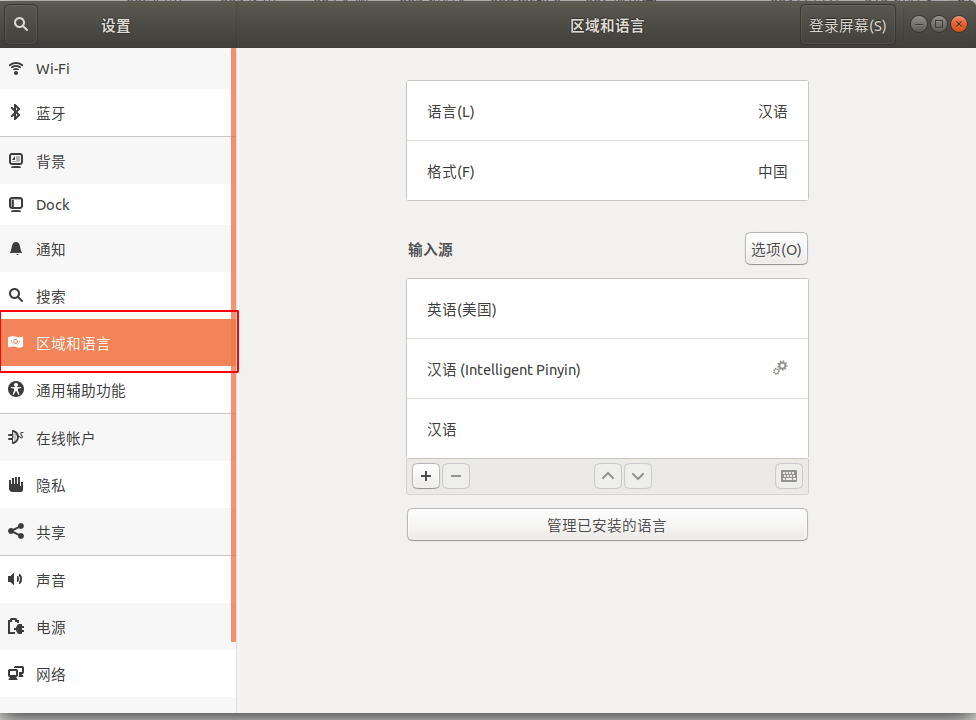 设置
区域和语言
登录屏幕(S)
Wi-Fi
蓝牙
背景
Dock
通知
搜索
区域和语言
通用辅助功能
在线帐户
隐私
共享
声音
电源
网络
语言(L)
汉语
格式(F)
中国
输入源
选项(O)
英语(美国)
汉语 (Intelligent Pinyin)
汉语
管理已安装的语言